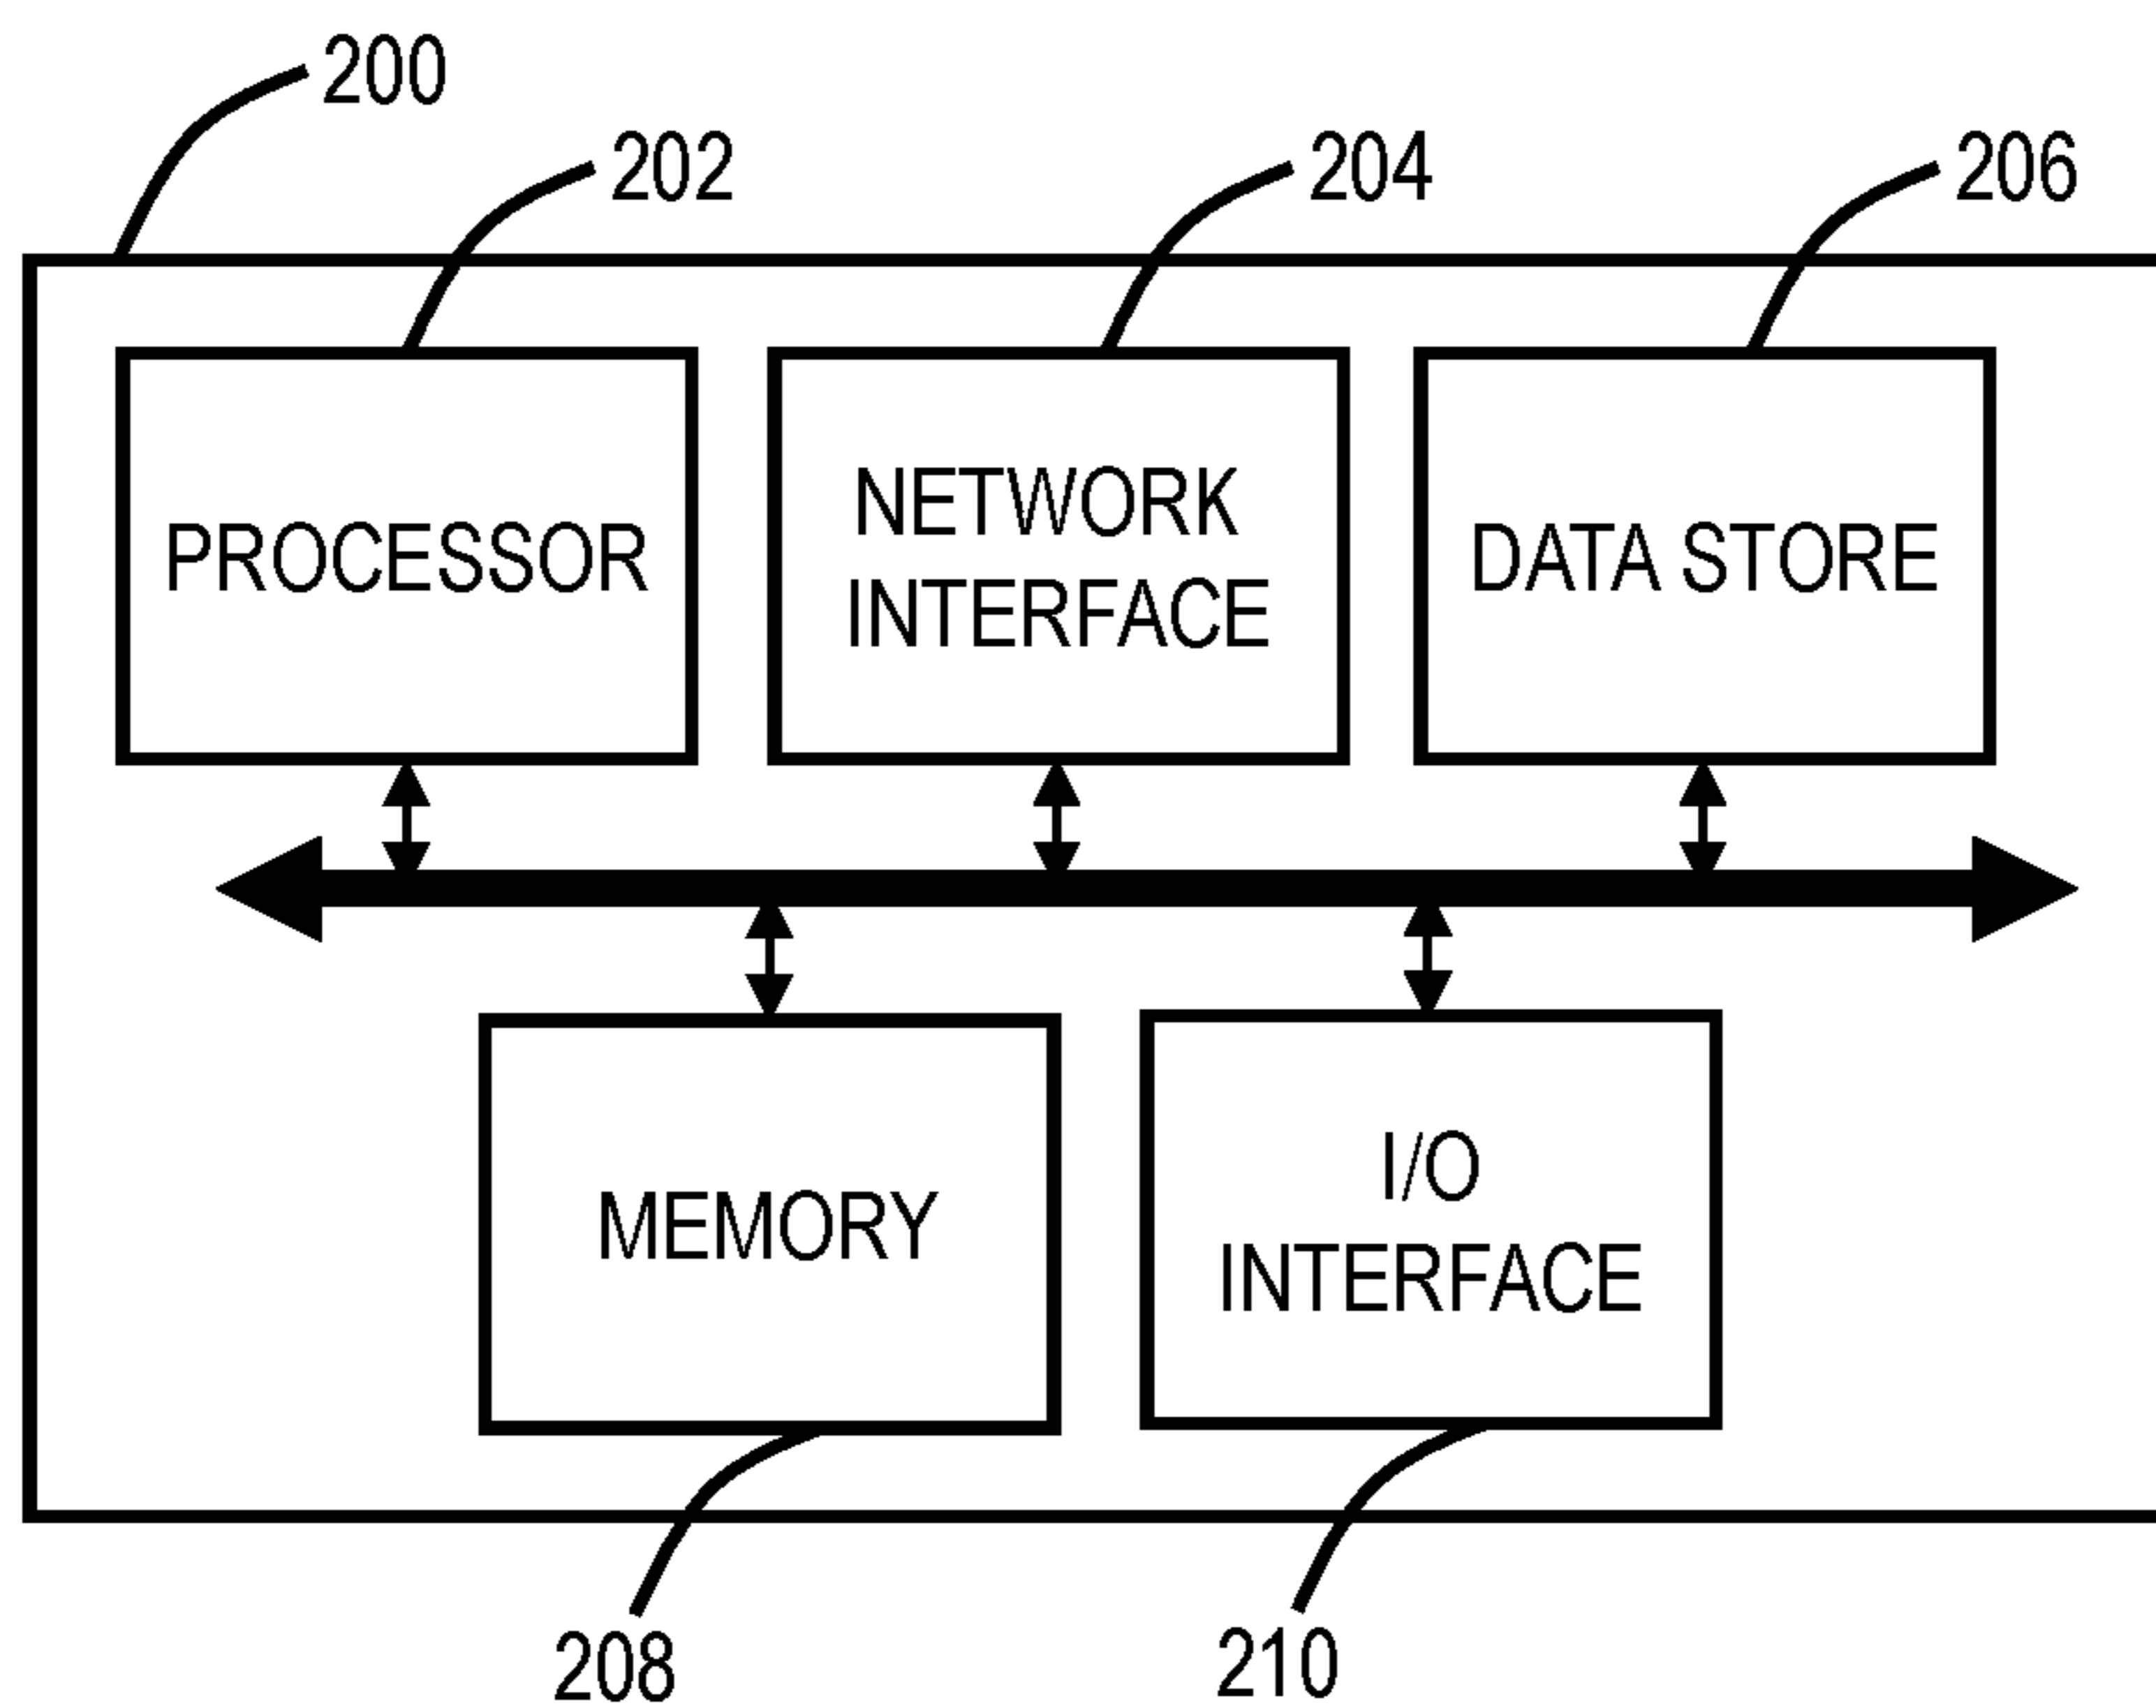 200
202
204
206
PROCESSOR
NETWORK
INTERFACE
DATA STORE
MEMORY
I/O
INTERFACE
208
210